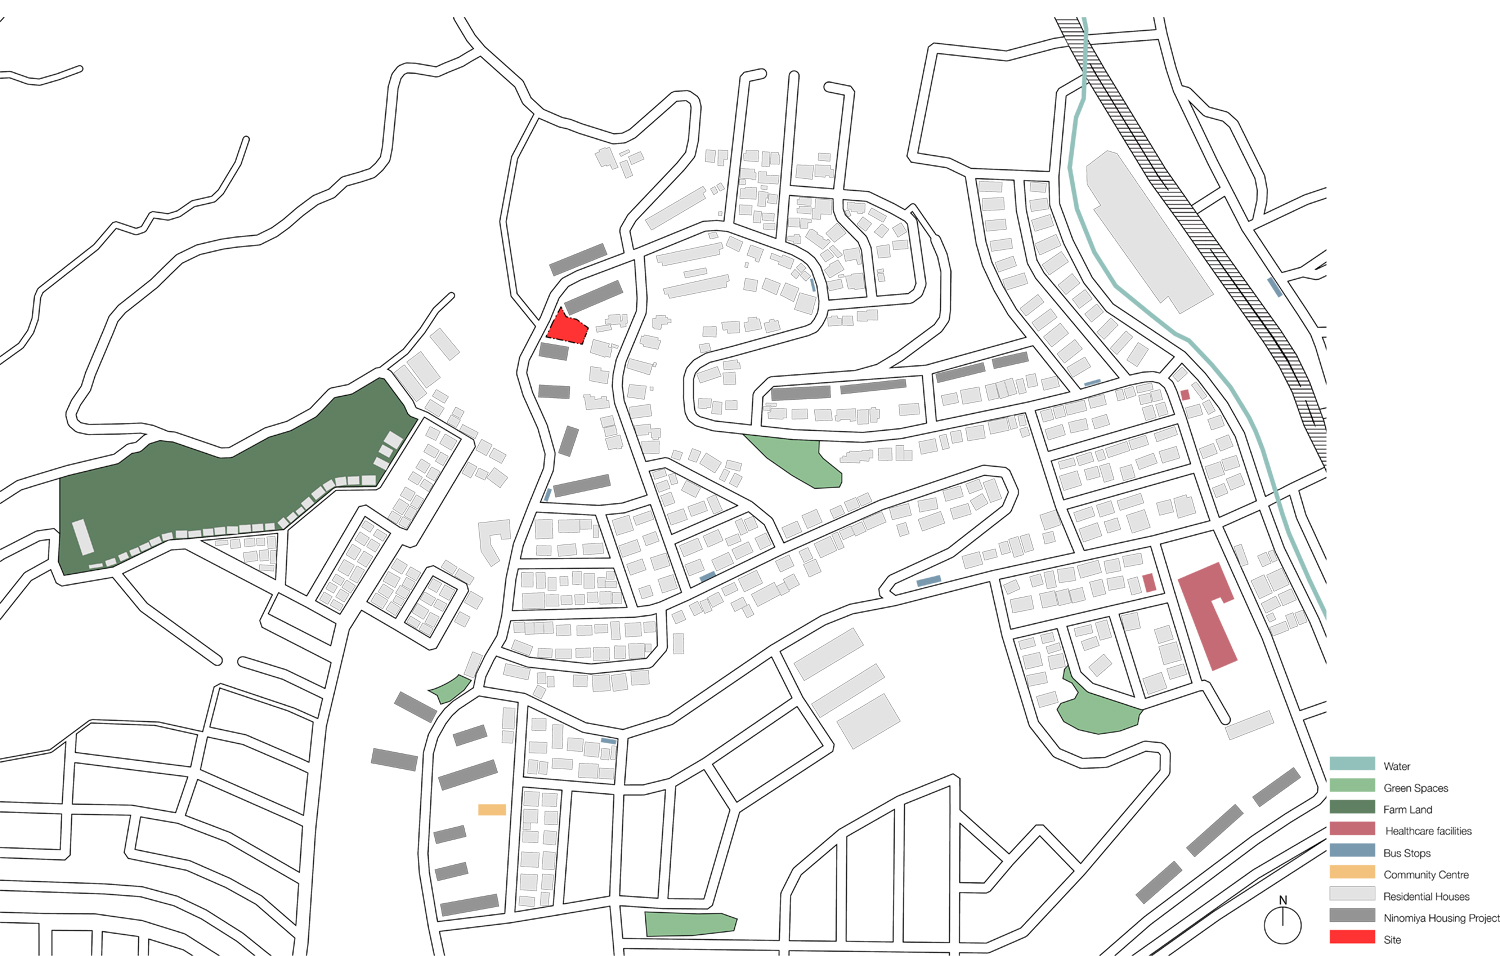 Water
Green Spaces
Farm Land
Healthcare facilities
Bus Stops
Community Centre
Residential Houses
N
Ninomiya Housing Project
Site